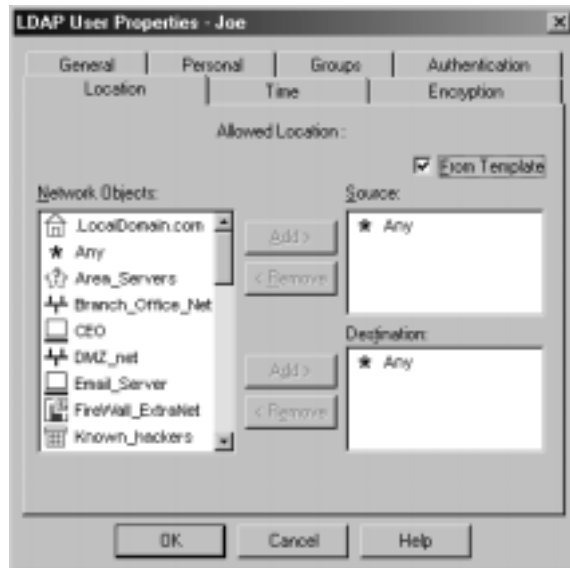 LDAP User Properties - Joe
General
Personal
Groups
Authentication
Location
Time
Encryption
Allowed Location :
From Template
Network Objects:
.LocalDomain.com
Any
Area_Servers
Branch_Office_Net
CEO
DMZ_net
Email_Server
FireWall_ExtraNet
Known_hackers
Add >
< Remove
Add >
< Remove
Source:
Any
Destination:
Any
OK
Cancel
Help